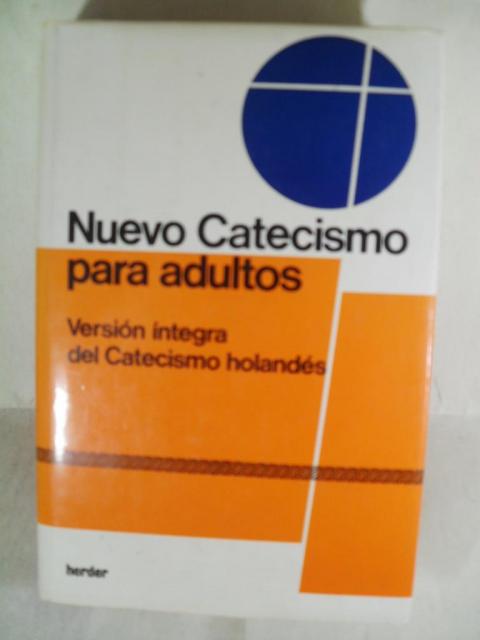 Nuevo Catecismo
para adultos
Versión íntegra
del Catecismo holandés
herder